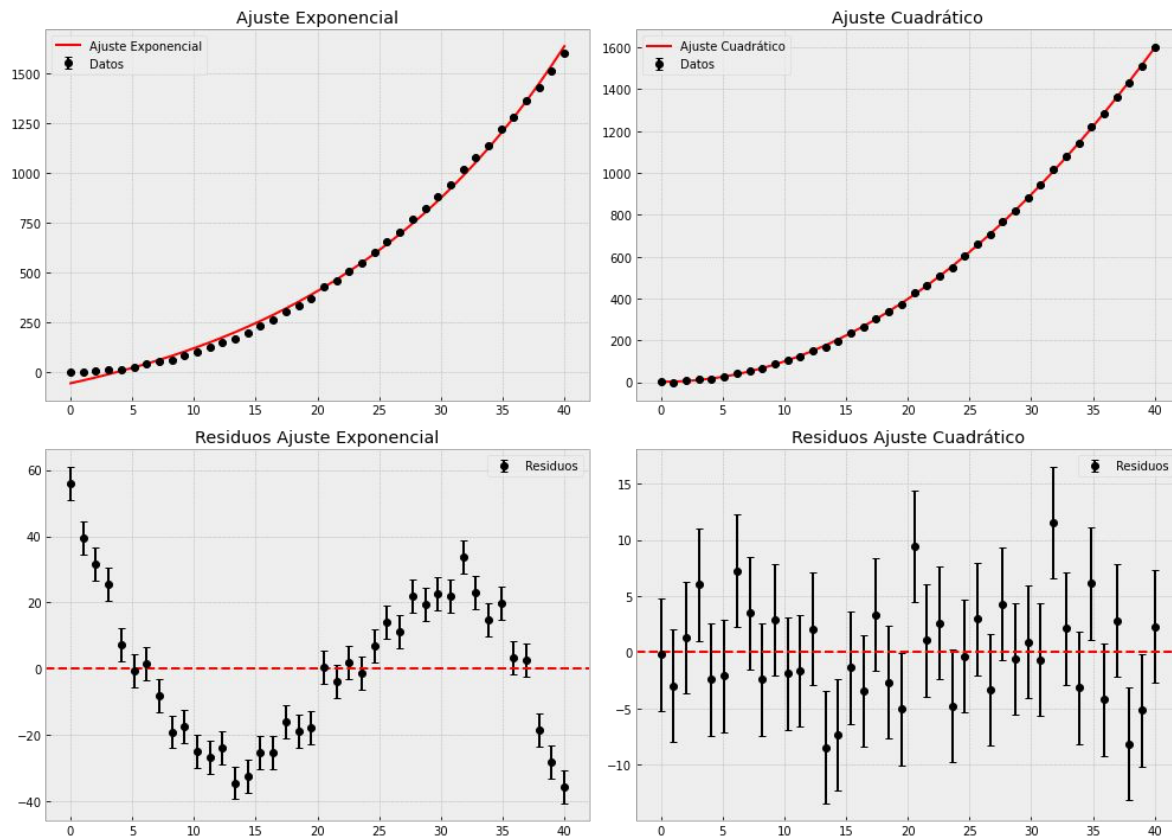 Ajuste Exponencial
Ajuste Exponencial
Datos
1500
1250
1000
750
500
250
0
0 5 10 15 20 25 30 35 40
Ajuste Cuadrático
Ajuste Cuadrático
Datos
1600
1400
1200
1000
800
600
400
200
0
0 5 10 15 20 25 30 35 40
Residuos Ajuste Exponencial
Residuos
60
40
20
0
−20
−40
0 5 10 15 20 25 30 35 40
Residuos Ajuste Cuadrático
Residuos
15
10
5
0
−5
−10
0 5 10 15 20 25 30 35 40